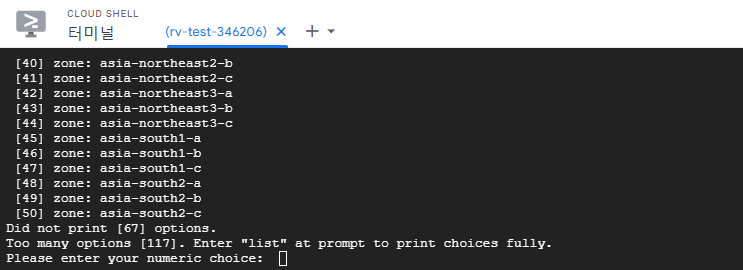 CLOUD SHELL
터미널
(rv-test-346206) × + ▾
[40] zone: asia-northeast2-b
[41] zone: asia-northeast2-c
[42] zone: asia-northeast3-a
[43] zone: asia-northeast3-b
[44] zone: asia-northeast3-c
[45] zone: asia-south1-a
[46] zone: asia-south1-b
[47] zone: asia-south1-c
[48] zone: asia-south2-a
[49] zone: asia-south2-b
[50] zone: asia-south2-c
Did not print [67] options.
Too many options [117]. Enter "list" at prompt to print choices fully.
Please enter your numeric choice: